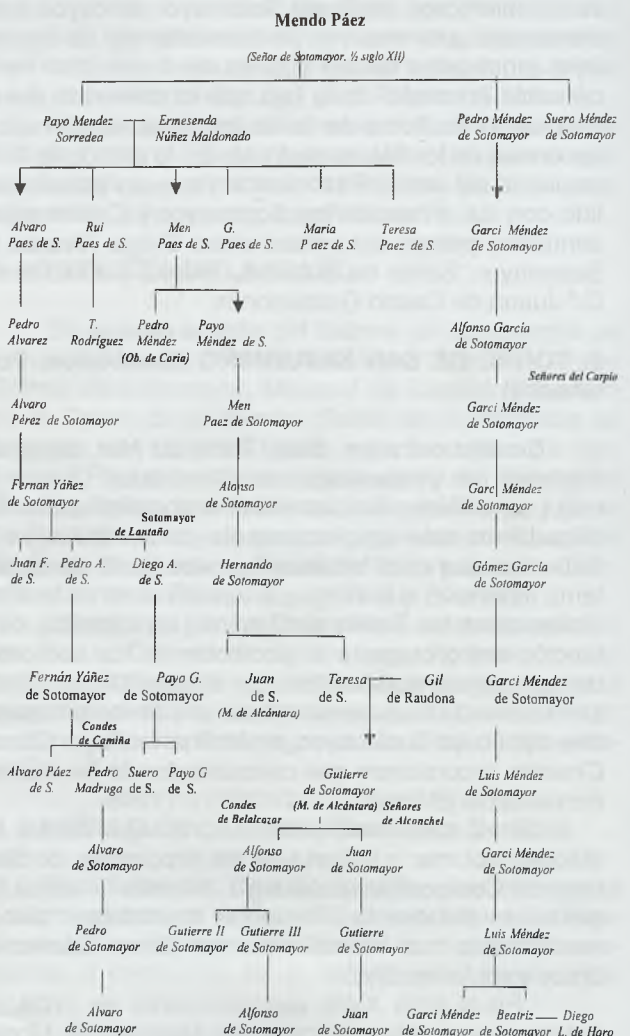 Mendo Páez
(Señor de Sotomayor. ½ siglo XII)
Payo Mendez Ermesenda Pedro Méndez Suero Méndez
Sorredea Núñez Maldonado de Sotomayor de Sotomayor
Alvaro Rui Men G. Maria Teresa Garci Méndez
Paes de S. Paes de S. Paes de S. Paes de S. Paez de S. Paez de S. de Sotomayor
Pedro T. Pedro Payo Alfonso García
Alvarez Rodríguez Méndez Méndez de S. de Sotomayor
(Ob. de Coria)
Señores del Carpio
Alvaro Men Garci Méndez
Pérez de Sotomayor Paez de Sotomayor de Sotomayor
Fernan Yáñez Alonso Garci Méndez
de Sotomayor de Sotomayor de Sotomayor
Sotomayor
de Lantaño
Juan F. Pedro A. Diego A. Hernando Gómez García
de S. de S. de S. de Sotomayor de Sotomayor
Fernán Yáñez Payo G. Juan Teresa Gil Garci Méndez
de Sotomayor de Sotomayor de S. de S. de Raudona de Sotomayor
(M. de Alcántara)
Condes
de Camiña
Alvaro Páez Pedro Suero Payo G Gutierre Luis Méndez
de S. Madruga de S. de S. de Sotomayor de Sotomayor
Condes (M. de Alcántara) Señores
de Belalcazar de Alconchel
Alvaro Alfonso Juan Garci Méndez
de Sotomayor de Sotomayor de Sotomayor de Sotomayor
Pedro Gutierre II Gutierre III Gutierre Luis Méndez
de Sotomayor de Sotomayor de Sotomayor de Sotomayor de Sotomayor
Alvaro Alfonso Juan Garci Méndez Beatriz Diego
de Sotomayor de Sotomayor de Sotomayor de Sotomayor de Sotomayor L. de Haro